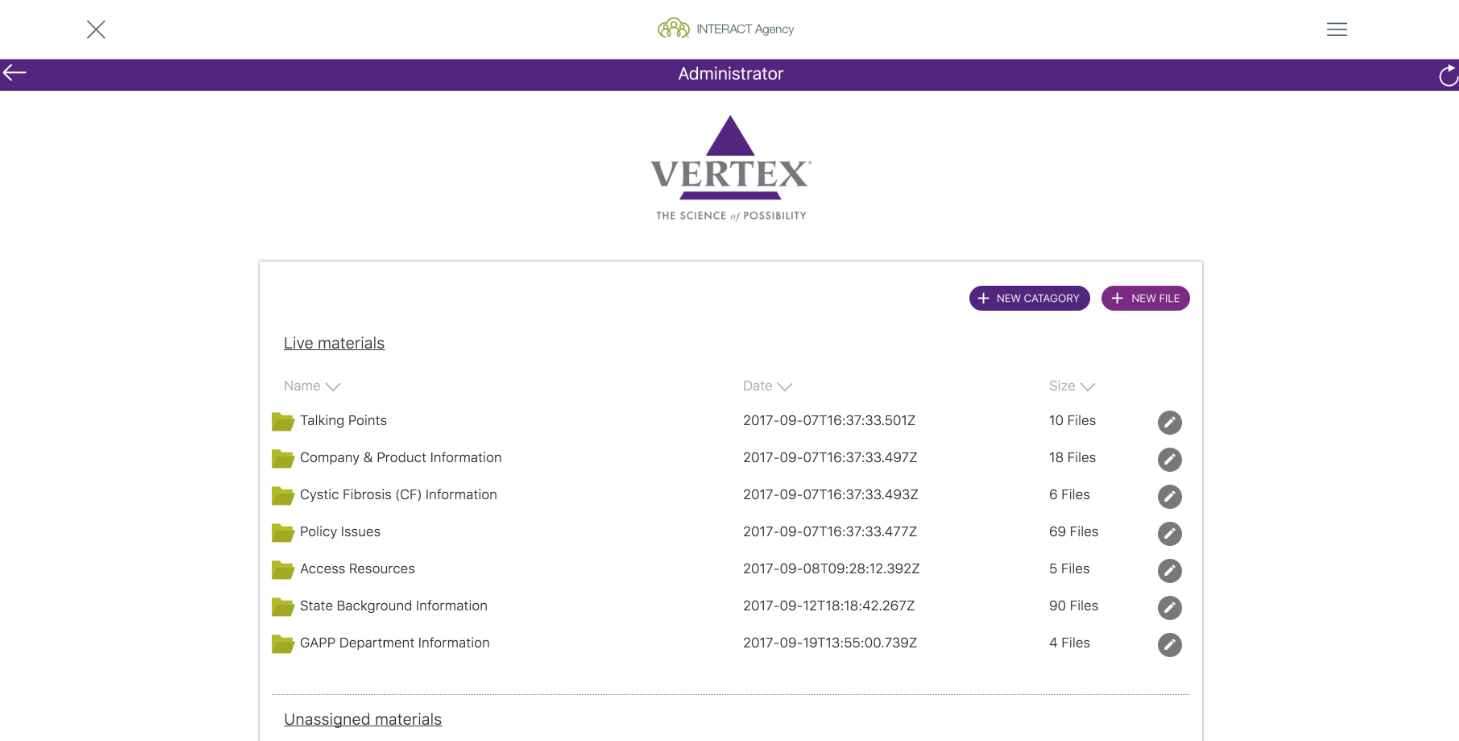 INTERACT Agency
Administrator
VERTEX
THE SCIENCE of POSSIBILITY
+ NEW CATAGORY + NEW FILE
Live materials
Name Date Size
Talking Points 2017-09-07T16:37:33.501Z 10 Files
Company & Product Information 2017-09-07T16:37:33.497Z 18 Files
Cystic Fibrosis (CF) Information 2017-09-07T16:37:33.493Z 6 Files
Policy Issues 2017-09-07T16:37:33.477Z 69 Files
Access Resources 2017-09-08T09:28:12.392Z 5 Files
State Background Information 2017-09-12T18:18:42.267Z 90 Files
GAPP Department Information 2017-09-19T13:55:00.739Z 4 Files
Unassigned materials